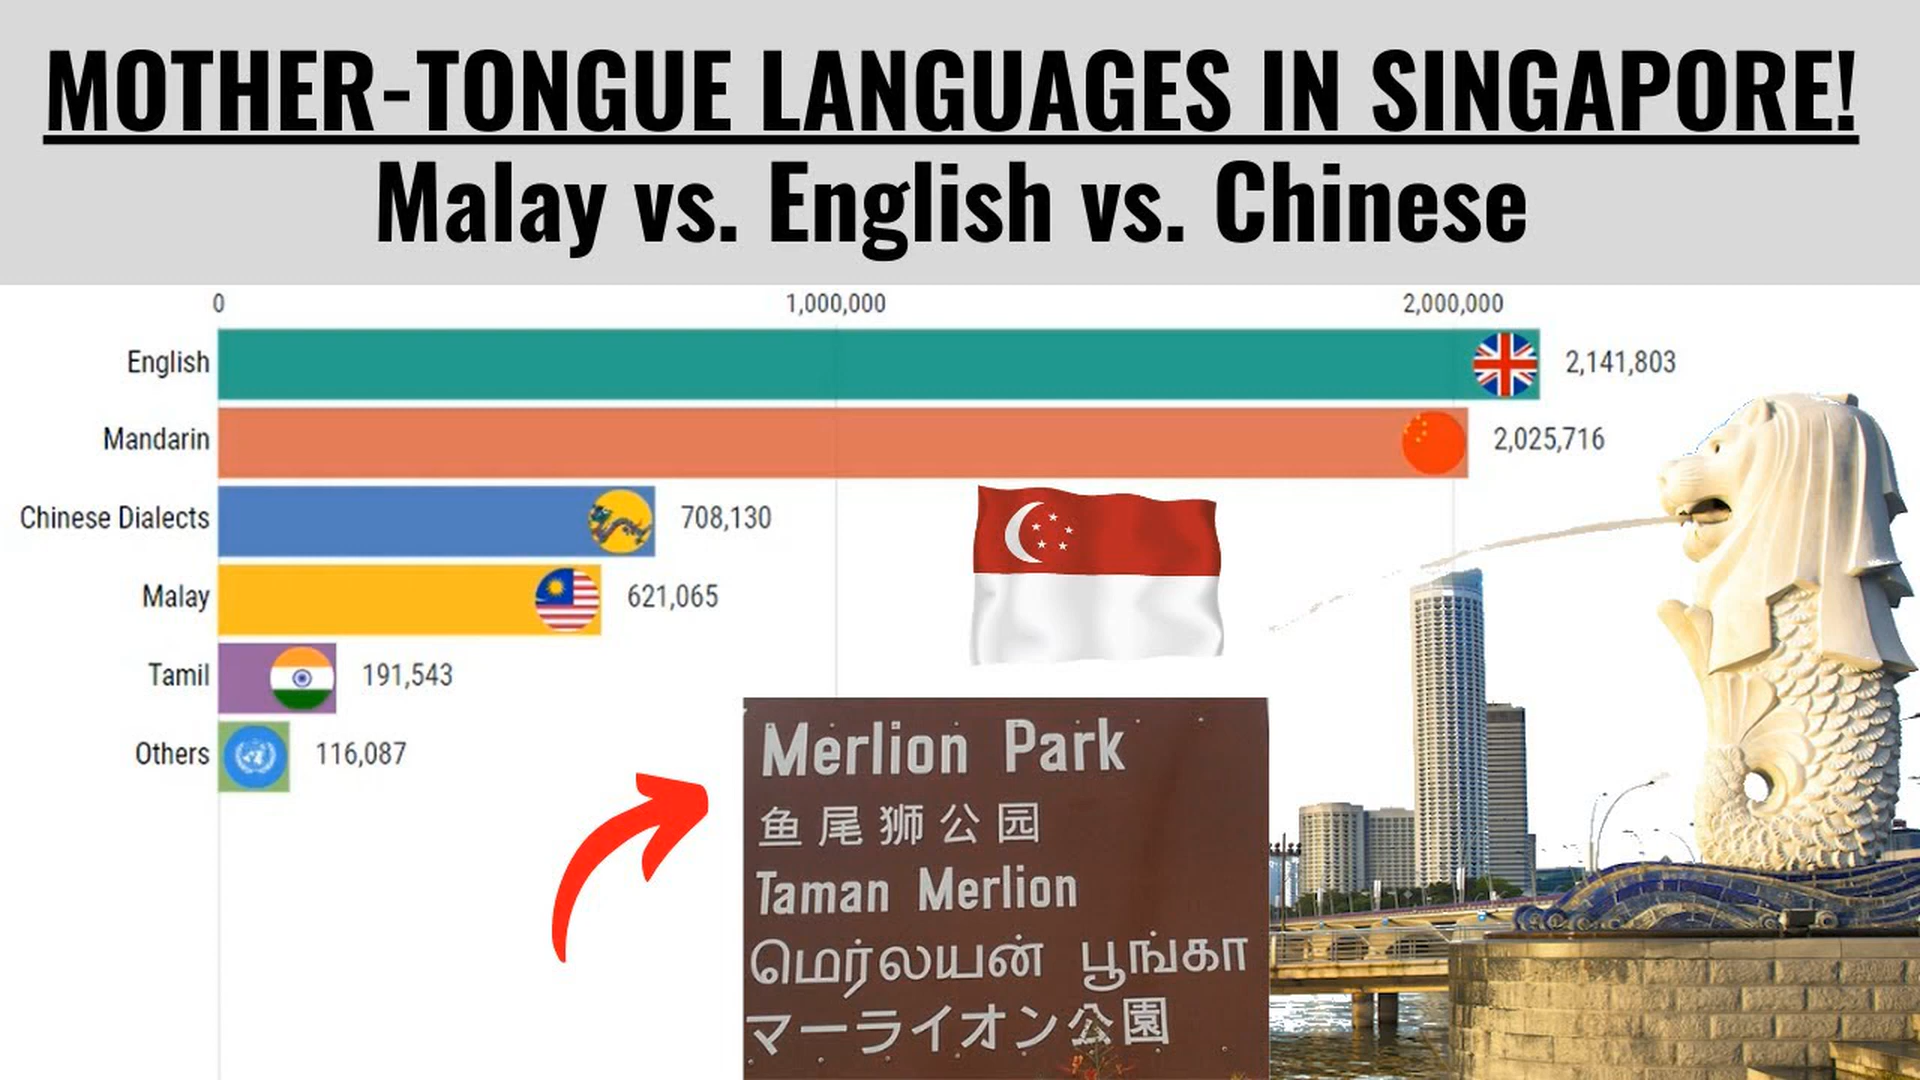 MOTHER-TONGUE LANGUAGES IN SINGAPORE!
Malay vs. English vs. Chinese
0 1,000,000 2,000,000
English 2,141,803
Mandarin 2,025,716
Chinese Dialects 708,130
Malay 621,065
Tamil 191,543
Others 116,087
Merlion Park
鱼尾狮公园
Taman Merlion
மெர்லயன் பூங்கா
マーライオン公園